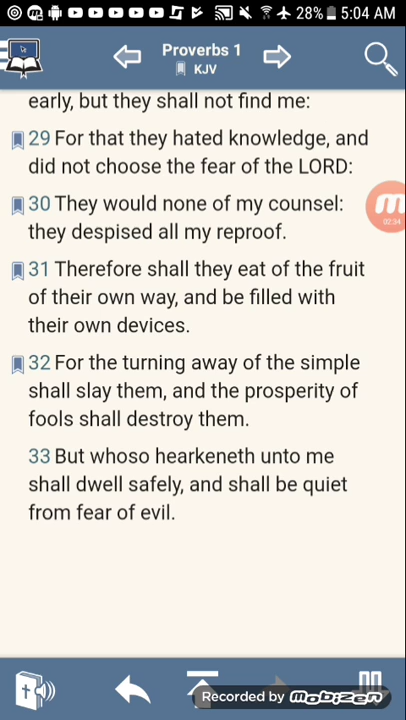 28% 5:04 AM
Proverbs 1
KJV
early, but they shall not find me:
29 For that they hated knowledge, and
did not choose the fear of the LORD:
30 They would none of my counsel:
they despised all my reproof.
02:34
31 Therefore shall they eat of the fruit
of their own way, and be filled with
their own devices.
32 For the turning away of the simple
shall slay them, and the prosperity of
fools shall destroy them.
33 But whoso hearkeneth unto me
shall dwell safely, and shall be quiet
from fear of evil.
Recorded by mobizen